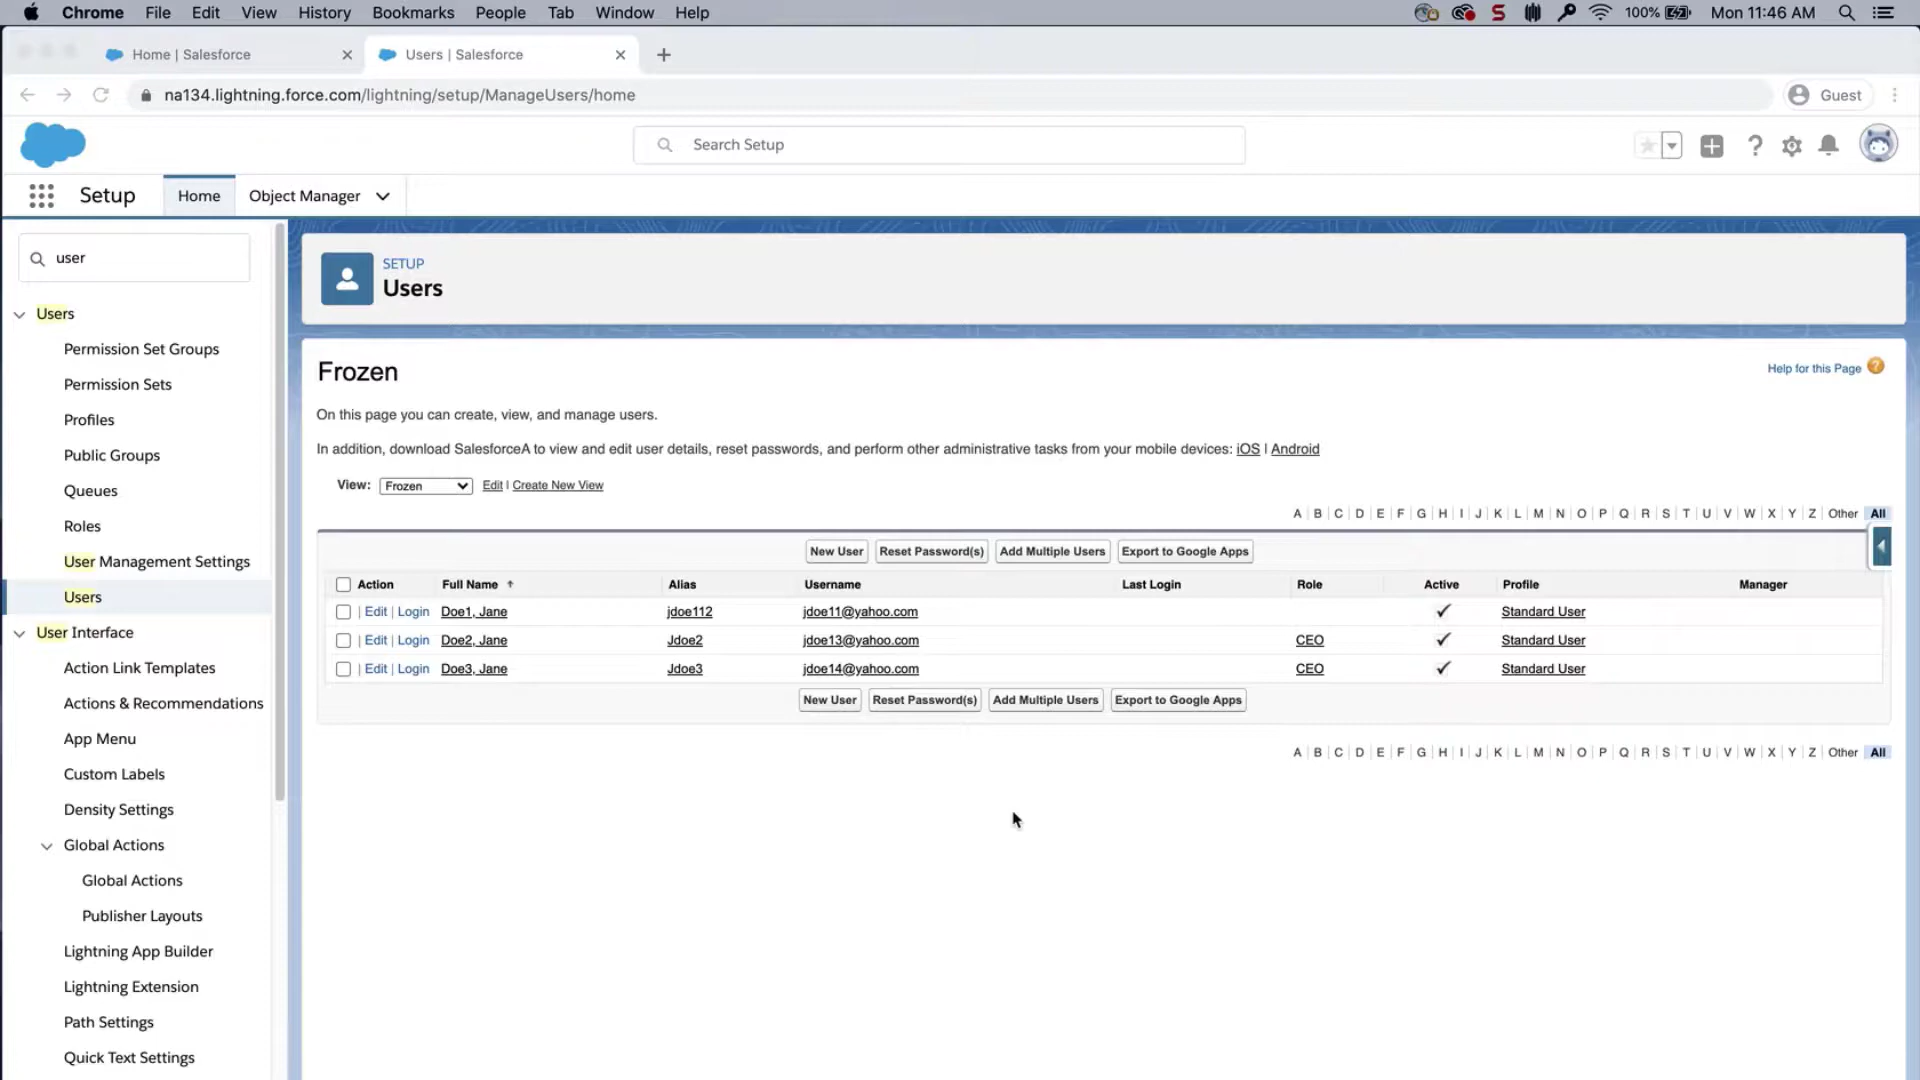 Chrome File Edit View History Bookmarks People Tab Window Help 100% Mon 11:46 AM
Home | Salesforce Users | Salesforce
na134.lightning.force.com/lightning/setup/ManageUsers/home Guest
Search Setup
Setup Home Object Manager
user
Users
Permission Set Groups
Permission Sets
Profiles
Public Groups
Queues
Roles
User Management Settings
Users
User Interface
Action Link Templates
Actions & Recommendations
App Menu
Custom Labels
Density Settings
Global Actions
Global Actions
Publisher Layouts
Lightning App Builder
Lightning Extension
Path Settings
Quick Text Settings
SETUP
Users
Frozen
Help for this Page ?
On this page you can create, view, and manage users.
In addition, download SalesforceA to view and edit user details, reset passwords, and perform other administrative tasks from your mobile devices: iOS | Android
View: Frozen Edit | Create New View
A | B | C | D | E | F | G | H | I | J | K | L | M | N | O | P | Q | R | S | T | U | V | W | X | Y | Z | Other All
New User Reset Password(s) Add Multiple Users Export to Google Apps
Action Full Name Alias Username Last Login Role Active Profile Manager
| Edit | Login Doe1, Jane jdoe112 jdoe11@yahoo.com ✓ Standard User
| Edit | Login Doe2, Jane Jdoe2 jdoe13@yahoo.com CEO ✓ Standard User
| Edit | Login Doe3, Jane Jdoe3 jdoe14@yahoo.com CEO ✓ Standard User
New User Reset Password(s) Add Multiple Users Export to Google Apps
A | B | C | D | E | F | G | H | I | J | K | L | M | N | O | P | Q | R | S | T | U | V | W | X | Y | Z | Other All